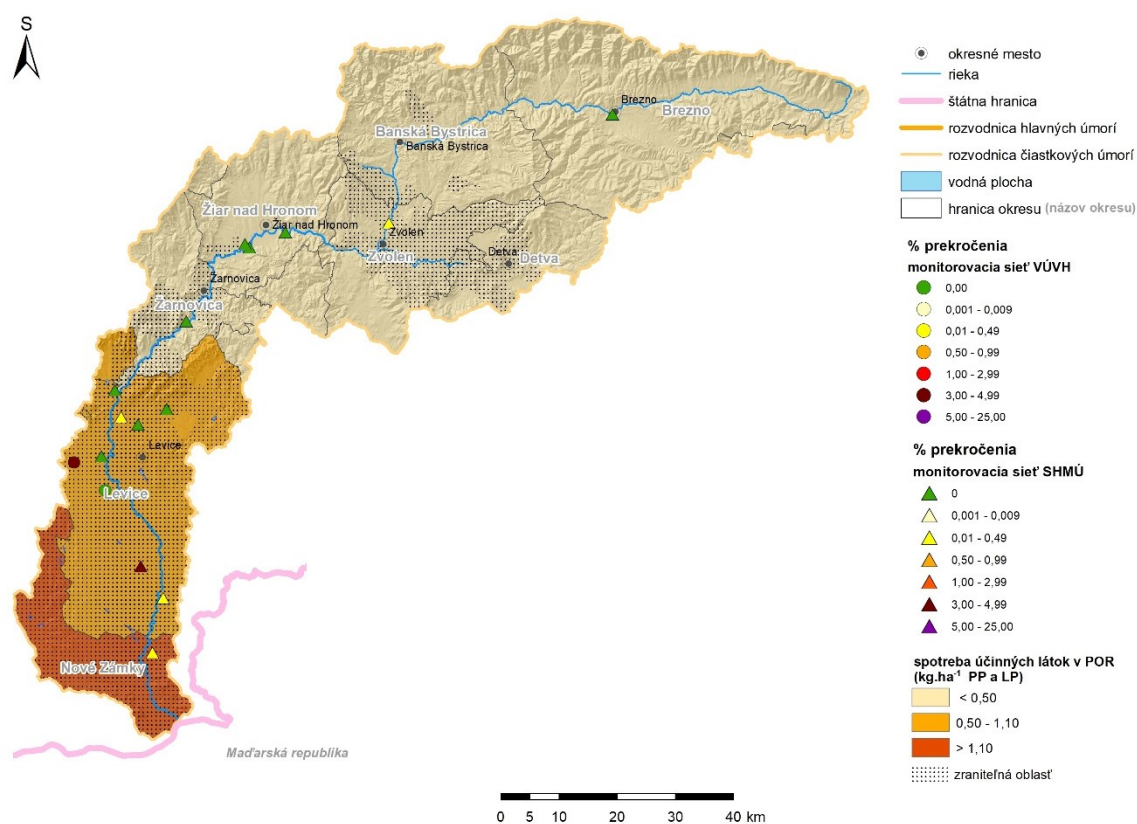 S
okresné mesto
rieka
štátna hranica
rozvodnica hlavných úmorí
rozvodnica čiastkových úmorí
vodná plocha
hranica okresu (názov okresu)
% prekročenia
monitorovacia sieť VÚVH
0,00
0,001 - 0,009
0,01 - 0,49
0,50 - 0,99
1,00 - 2,99
3,00 - 4,99
5,00 - 25,00
% prekročenia
monitorovacia sieť SHMÚ
0
0,001 - 0,009
0,01 - 0,49
0,50 - 0,99
1,00 - 2,99
3,00 - 4,99
5,00 - 25,00
spotreba účinných látok v POR
(kg.ha⁻¹ PP a LP)
< 0,50
0,50 - 1,10
> 1,10
zraniteľná oblasť
Brezno
Brezno
Banská Bystrica
Banská Bystrica
Žiar nad Hronom
Žiar nad Hronom
Zvolen
Zvolen
Detva
Detva
Žarnovica
Žarnovica
Levice
Levice
Nové Zámky
Maďarská republika
0 5 10 20 30 40 km